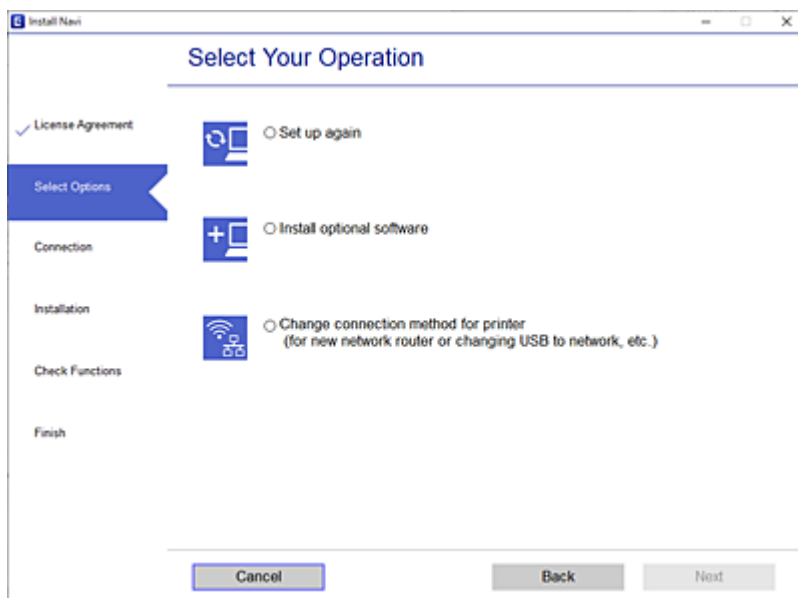 Install Navi
Select Your Operation
License Agreement
Select Options
Connection
Installation
Check Functions
Finish
Set up again
Install optional software
Change connection method for printer
(for new network router or changing USB to network, etc.)
Cancel
Back
Next